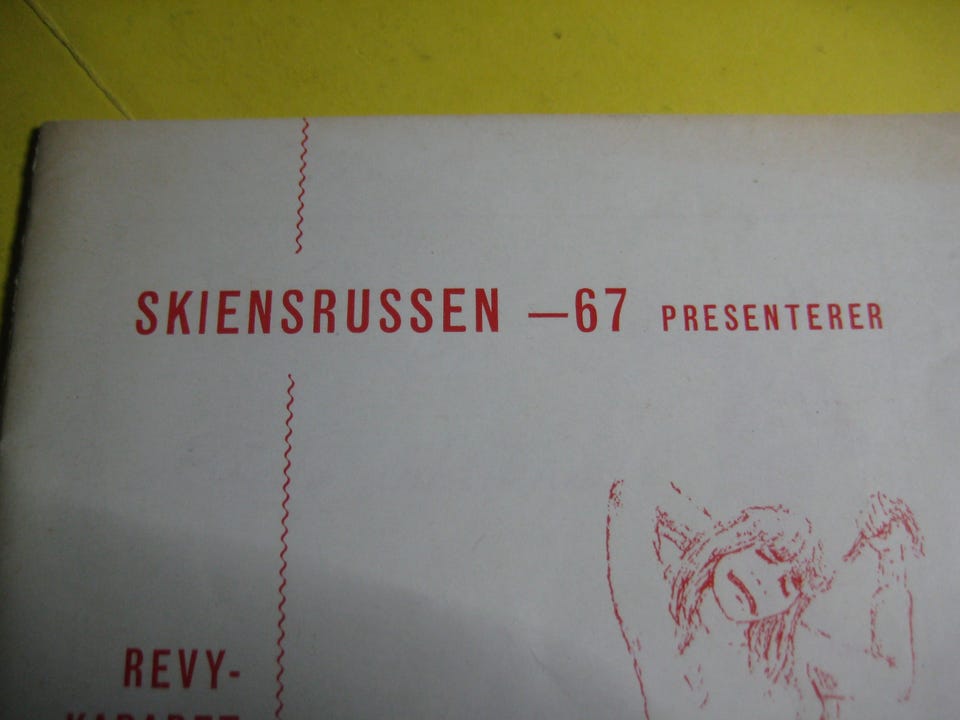 SKIENSRUSSEN —67 PRESENTERER
REVY-